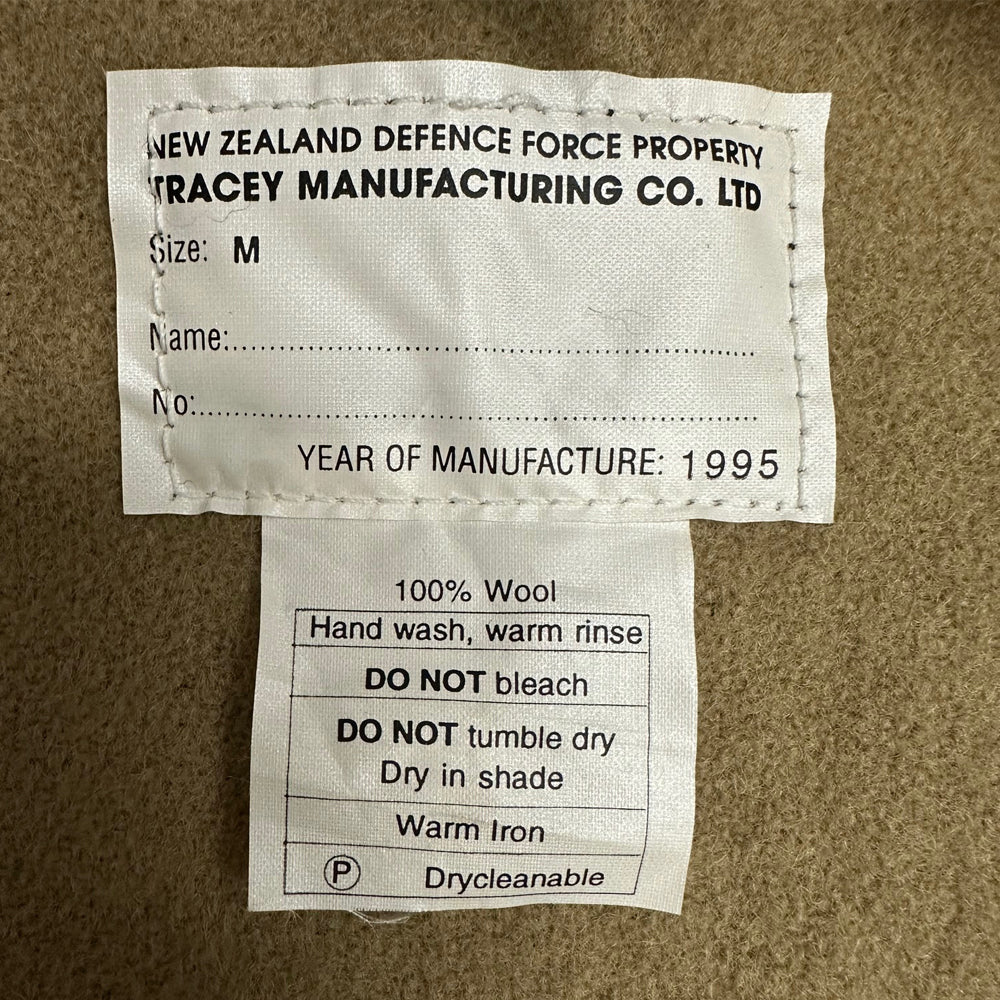 NEW ZEALAND DEFENCE FORCE PROPERTY
TRACEY MANUFACTURING CO. LTD
Size: M
Name:..............................................................
No:..............................................................
YEAR OF MANUFACTURE: 1995
100% Wool
Hand wash, warm rinse
DO NOT bleach
DO NOT tumble dry
Dry in shade
Warm Iron
P Drycleanable